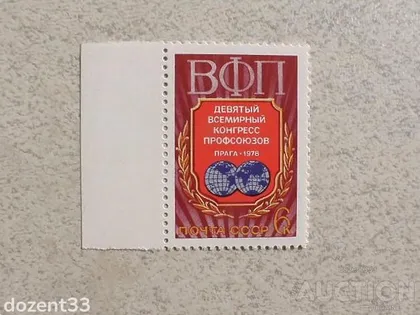 ВФП
ДЕВЯТЫЙ
ВСЕМИРНЫЙ
КОНГРЕСС
ПРОФСОЮЗОВ
ПРАГА-1978
ПОЧТА СССР 6К
dozent33
AUCTION